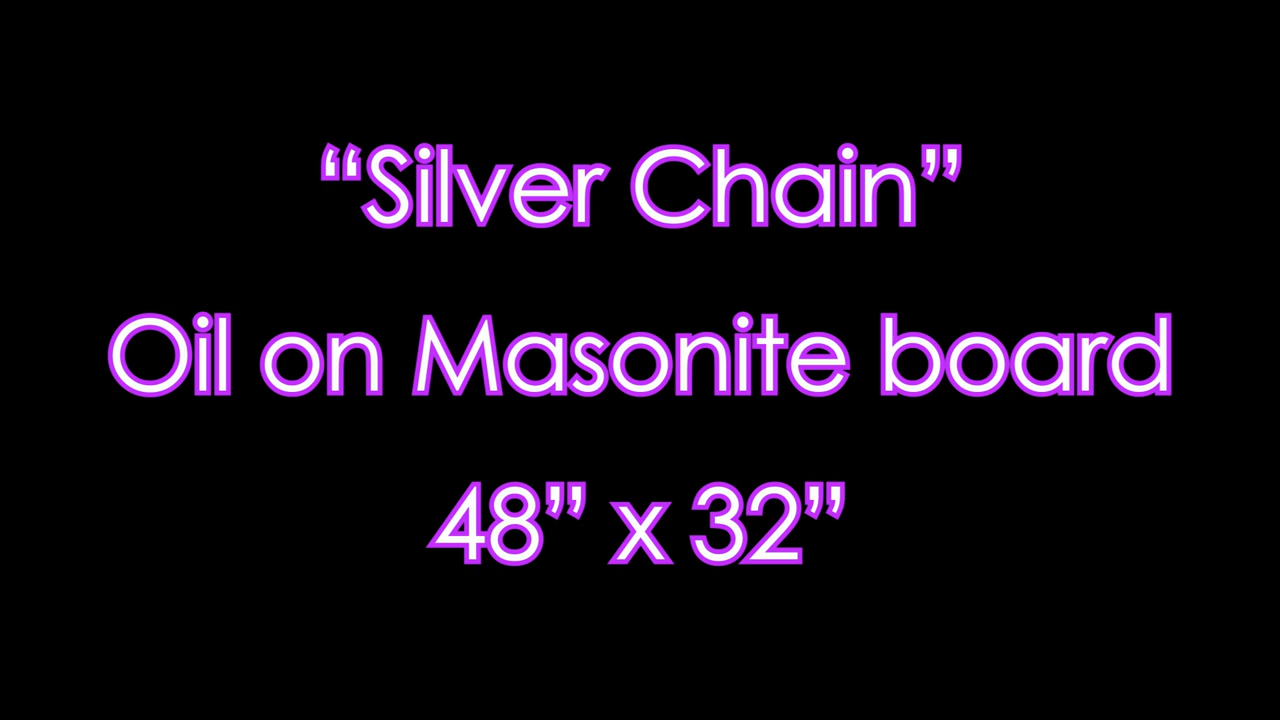 “Silver Chain”
Oil on Masonite board
48” x 32”